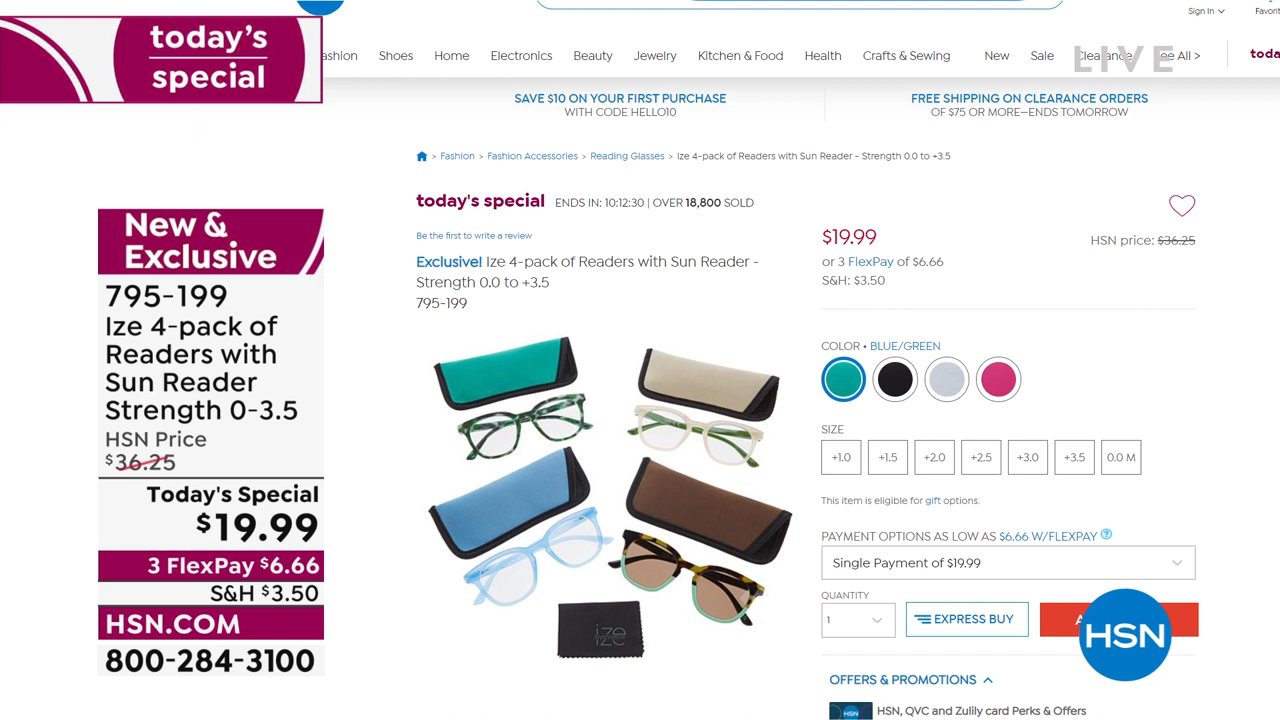 today's
special
Sign In
Favorit
ashion Shoes Home Electronics Beauty Jewelry Kitchen & Food Health Crafts & Sewing New Sale Clearance ee All >
LIVE
toda
SAVE $10 ON YOUR FIRST PURCHASE
WITH CODE HELLO10
FREE SHIPPING ON CLEARANCE ORDERS
OF $75 OR MORE—ENDS TOMORROW
> Fashion > Fashion Accessories > Reading Glasses > Ize 4-pack of Readers with Sun Reader - Strength 0.0 to +3.5
New &
Exclusive
795-199
Ize 4-pack of
Readers with
Sun Reader
Strength 0-3.5
HSN Price
$36.25
Today's Special
$19.99
3 FlexPay $6.66
S&H $3.50
HSN.COM
800-284-3100
today's special ENDS IN: 10:12:30 | OVER 18,800 SOLD
Be the first to write a review
Exclusive! Ize 4-pack of Readers with Sun Reader -
Strength 0.0 to +3.5
795-199
ize
$19.99
HSN price: $36.25
or 3 FlexPay of $6.66
S&H: $3.50
COLOR • BLUE/GREEN
SIZE
+1.0 +1.5 +2.0 +2.5 +3.0 +3.5 0.0 M
This item is eligible for gift options.
PAYMENT OPTIONS AS LOW AS $6.66 W/FLEXPAY ?
Single Payment of $19.99
QUANTITY
1
EXPRESS BUY
A
HSN
OFFERS & PROMOTIONS
HSN
HSN, QVC and Zulily card Perks & Offers